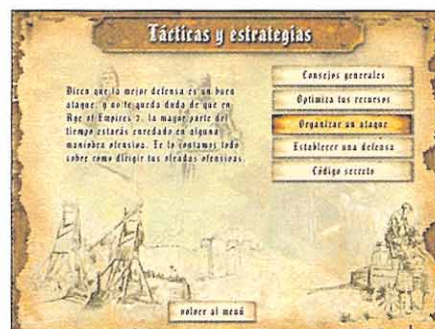 Tácticas y estrategias
Dicen que la mejor defensa es un buen
ataque, y no te queda duda de que en
Age of Empires 2, la mayor parte del
tiempo estarás enredado en alguna
maniobra ofensiva. Te lo contamos todo
sobre cómo dirigir tus oleadas ofensivas.
Consejos generales
Optimiza tus recursos
Organizar un ataque
Establecer una defensa
Código secreto
volver al menú